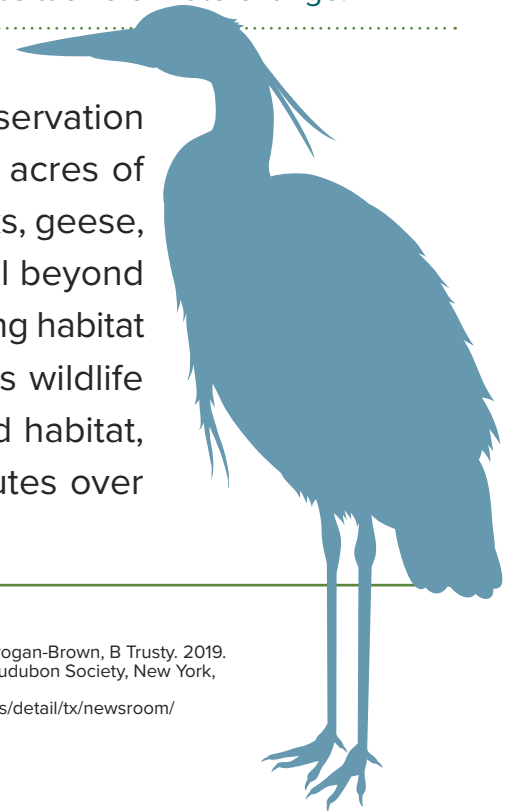 servation
acres of
s, geese,
l beyond
ng habitat
s wildlife
d habitat,
utes over
rogan-Brown, B Trusty. 2019.
udubon Society, New York,
s/detail/tx/newsroom/